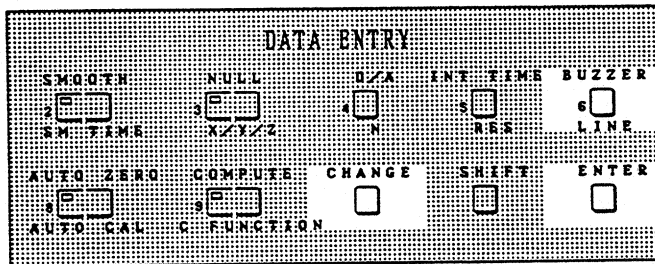 DATA ENTRY
SMOOTH NULL D/A INT TIME BUZZER
2 3 4 5 6
SM TIME X/Y/Z N RES LINE
AUTO ZERO COMPUTE CHANGE SHIFT ENTER
8 9
AUTO CAL C FUNCTION